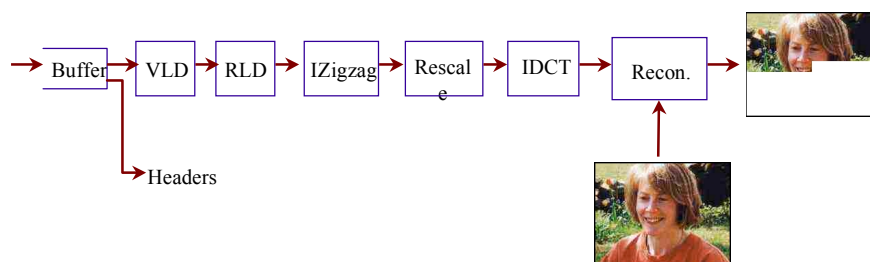 Buffer
VLD
RLD
IZigzag
Rescal
e
IDCT
Recon.
Headers